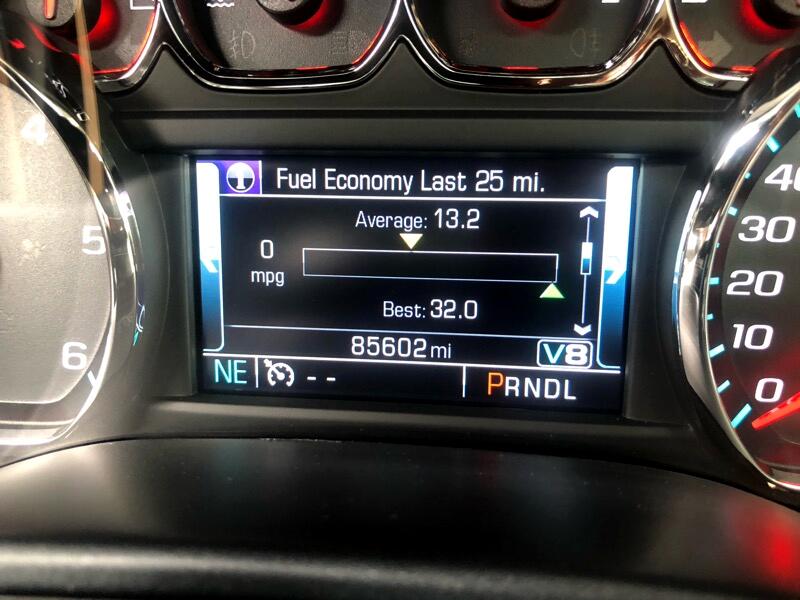 Fuel Economy Last 25 mi.
Average: 13.2
0
mpg
Best: 32.0
85602 mi
V8
NE
--
PRNDL
4
5
6
30
20
10
0